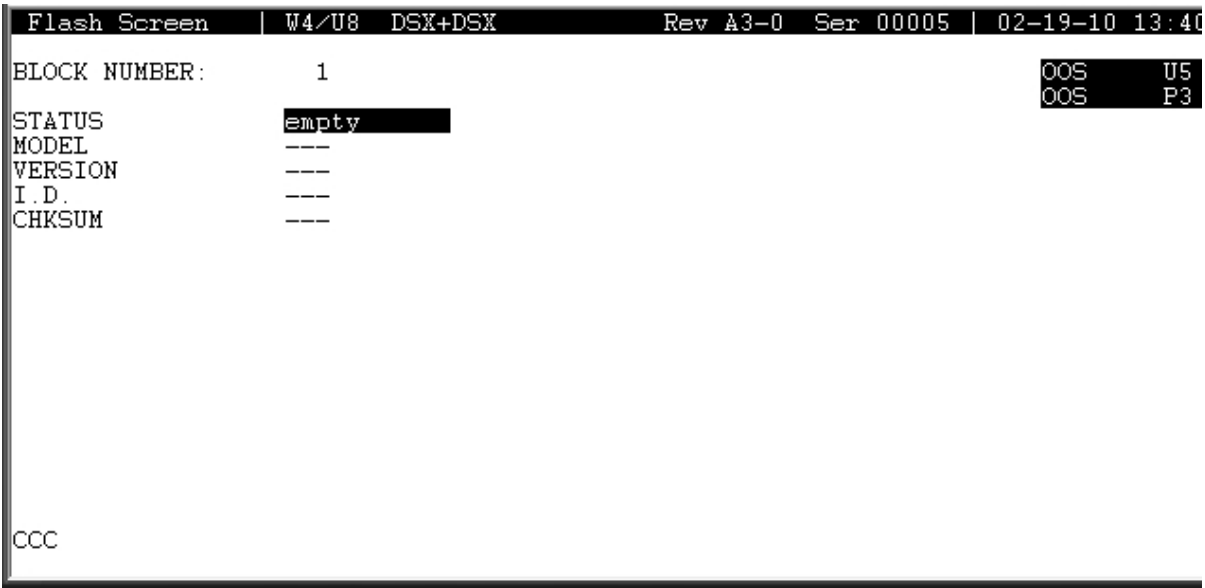 Flash Screen | W4/U8 DSX+DSX Rev A3-0 Ser 00005 | 02-19-10 13:40
BLOCK NUMBER: 1
OOS U5
OOS P3
STATUS empty
MODEL ---
VERSION ---
I.D. ---
CHKSUM ---
CCC